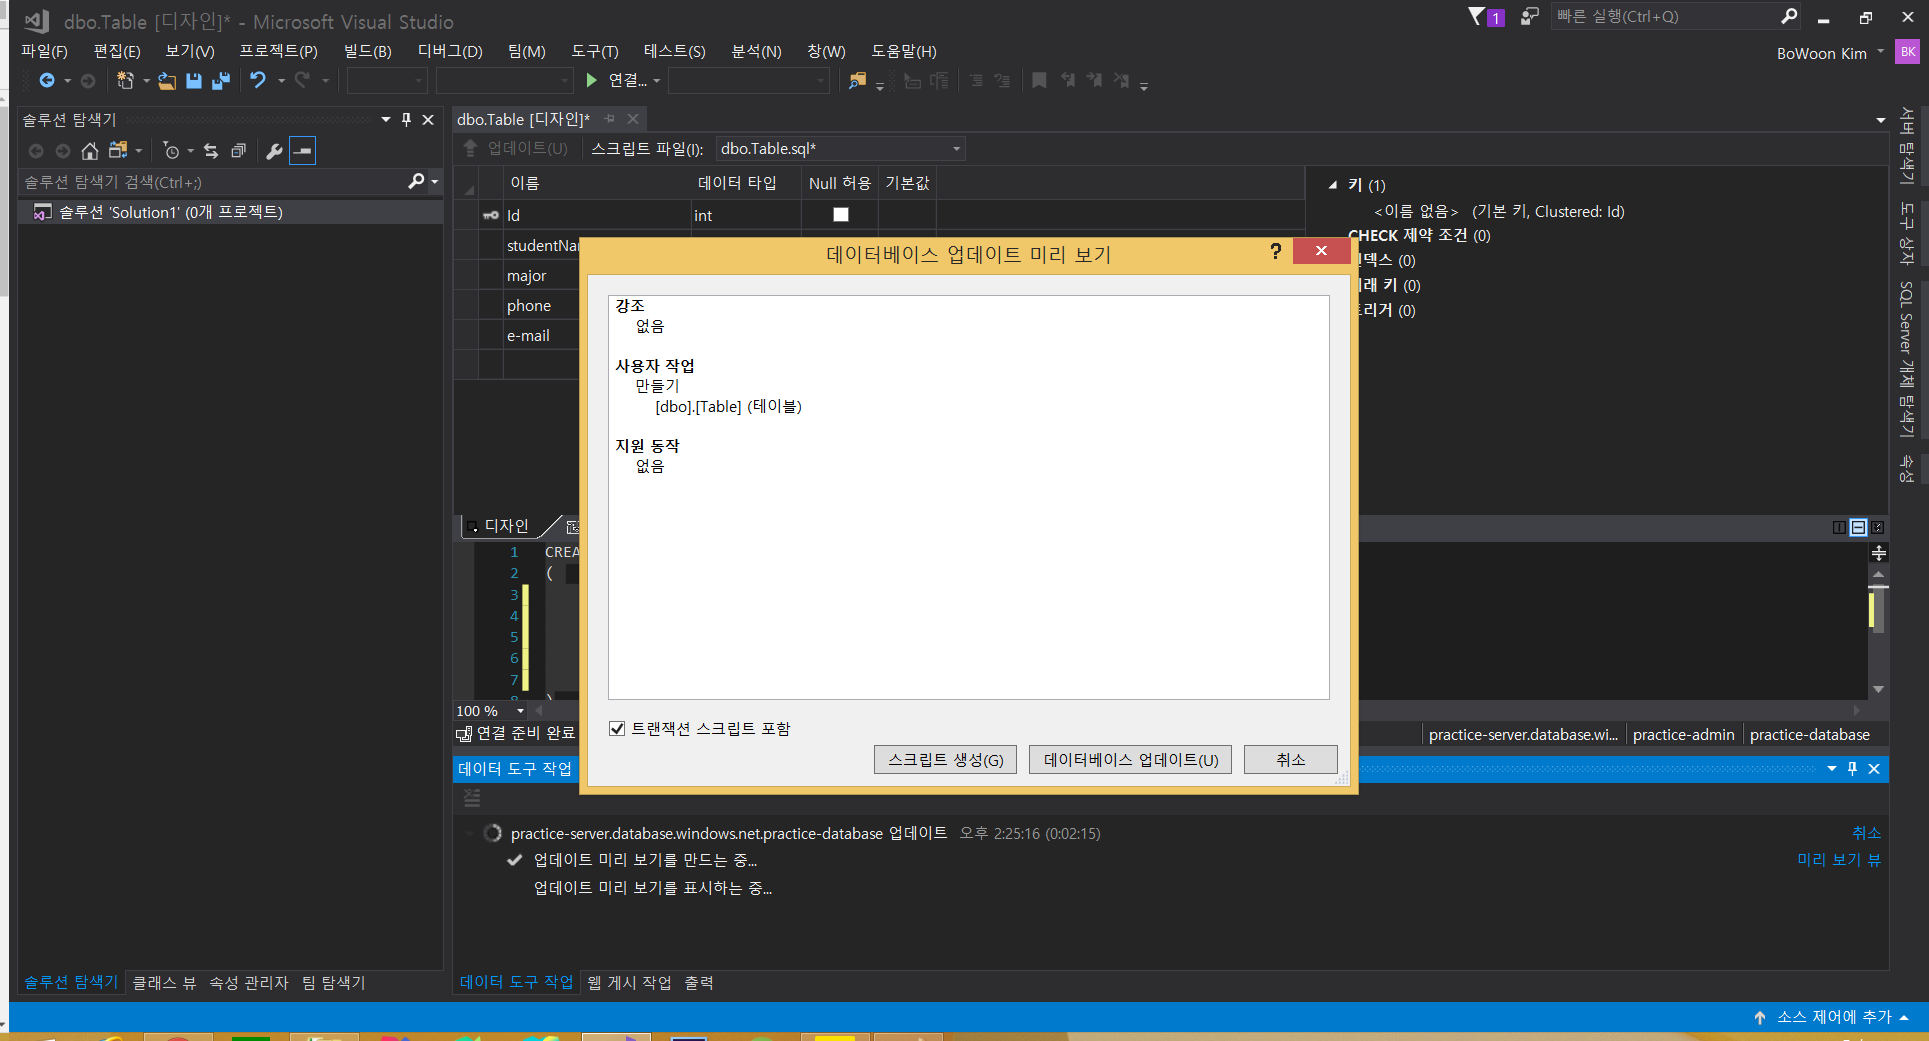 dbo.Table [디자인]* - Microsoft Visual Studio
1
빠른 실행(Ctrl+Q)
파일(F) 편집(E) 보기(V) 프로젝트(P) 빌드(B) 디버그(D) 팀(M) 도구(T) 테스트(S) 분석(N) 창(W) 도움말(H)
BoWoon Kim
BK
연결...
솔루션 탐색기
솔루션 탐색기 검색(Ctrl+;)
솔루션 'Solution1' (0개 프로젝트)
dbo.Table [디자인]*
업데이트(U) 스크립트 파일(I): dbo.Table.sql*
이름 데이터 타입 Null 허용 기본값
Id int
studentNa
major
phone
e-mail
키 (1)
<이름 없음> (기본 키, Clustered: Id)
CHECK 제약 조건 (0)
덱스 (0)
래 키 (0)
트리거 (0)
서버 탐색기
도구 상자
SQL Server 개체 탐색기
속성
데이터베이스 업데이트 미리 보기
?
강조
없음
사용자 작업
만들기
[dbo].[Table] (테이블)
지원 동작
없음
트랜잭션 스크립트 포함
스크립트 생성(G) 데이터베이스 업데이트(U) 취소
디자인
1 CREA
2 (
3
4
5
6
7
8 )
100 %
연결 준비 완료
practice-server.database.wi... practice-admin practice-database
데이터 도구 작업
practice-server.database.windows.net.practice-database 업데이트 오후 2:25:16 (0:02:15) 취소
업데이트 미리 보기를 만드는 중... 미리 보기 뷰
업데이트 미리 보기를 표시하는 중...
솔루션 탐색기 클래스 뷰 속성 관리자 팀 탐색기
데이터 도구 작업 웹 게시 작업 출력
소스 제어에 추가